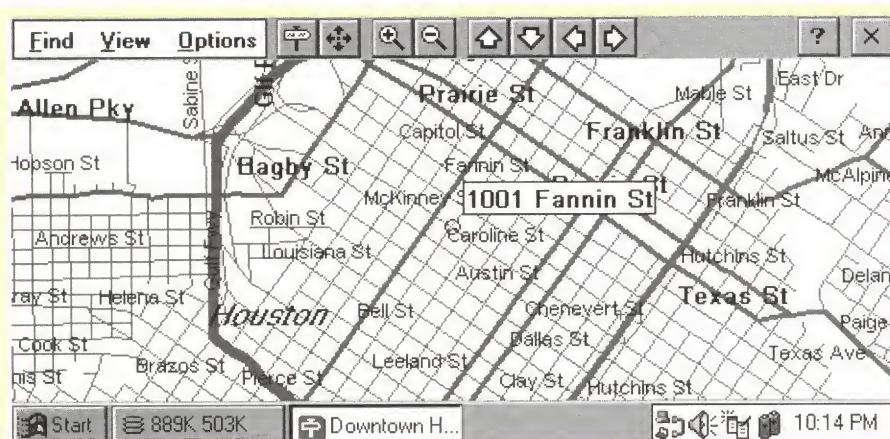 Find View Options ? ×
Sabine
East Dr
Allen Pky
Prairie St
Mable St
Capitol St
Franklin St
Saltus St
Hopson St
Bagby St
Fannin St
McAlpine
McKinney
1001 Fannin St
Franklin St
Robin St
Andrews St
Caroline St
Louisiana St
Hutchins St
Gulf Fwy
Austin St
Helena St
Texas St
Houston
Bell St
Chenevert St
Paige
Cook St
Dallas St
Texas Ave
Brazos St
Leeland St
Pierce St
Clay St
Hutchins St
Start 889K 503K Downtown H... 10:14 PM